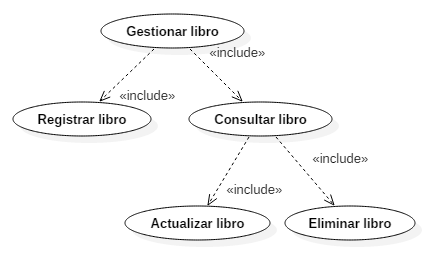 Gestionar libro
«include»
«include»
Registrar libro
Consultar libro
«include»
«include»
Actualizar libro
Eliminar libro